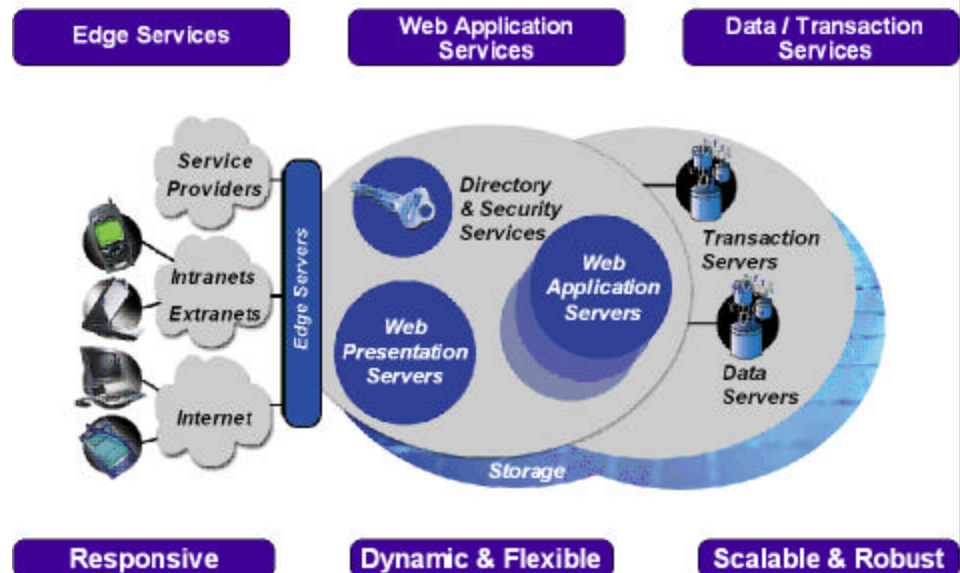 Edge Services
Web Application
Services
Data / Transaction
Services
Service
Providers
Intranets
Extranets
Internet
Edge Servers
Directory
& Security
Services
Web
Presentation
Servers
Web
Application
Servers
Transaction
Servers
Data
Servers
Storage
Responsive
Dynamic & Flexible
Scalable & Robust